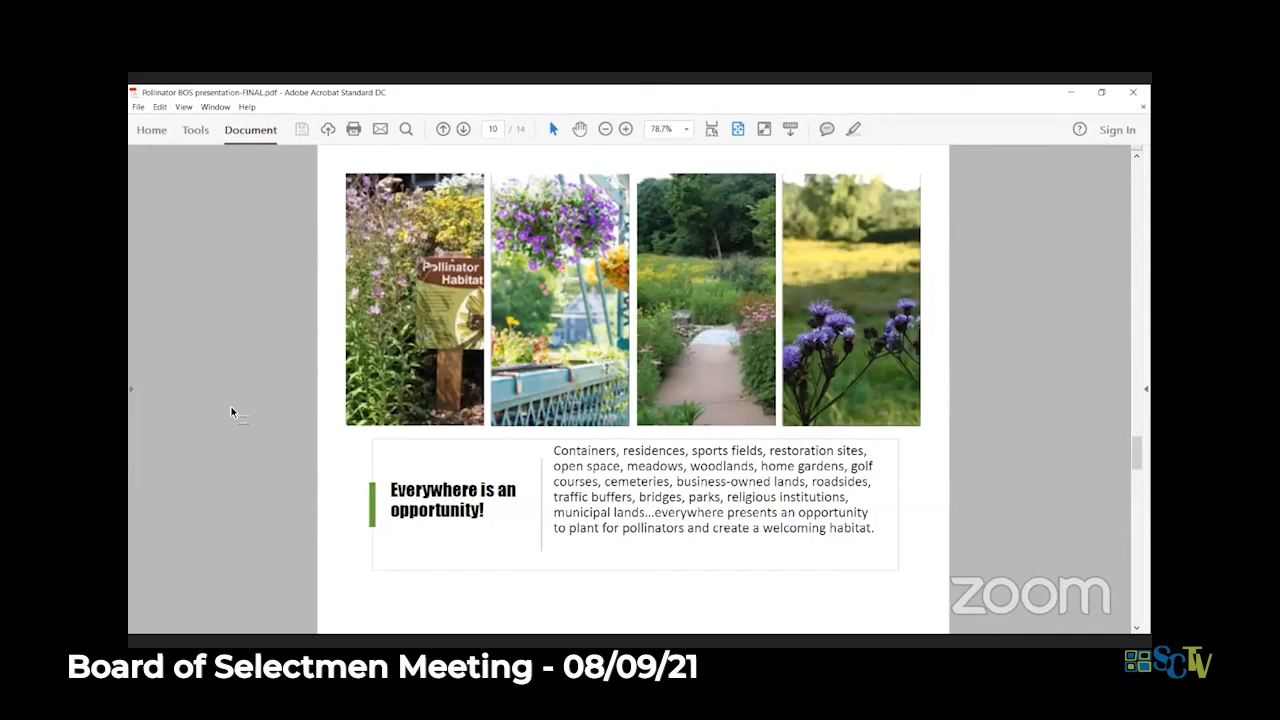 Pollinator BOS presentation-FINAL.pdf - Adobe Acrobat Standard DC
File Edit View Window Help
Home Tools Document 10 / 14 78.7% Sign In
Pollinator
Habitat
Everywhere is an
opportunity!
Containers, residences, sports fields, restoration sites,
open space, meadows, woodlands, home gardens, golf
courses, cemeteries, business-owned lands, roadsides,
traffic buffers, bridges, parks, religious institutions,
municipal lands...everywhere presents an opportunity
to plant for pollinators and create a welcoming habitat.
zoom
Board of Selectmen Meeting - 08/09/21
SCTV